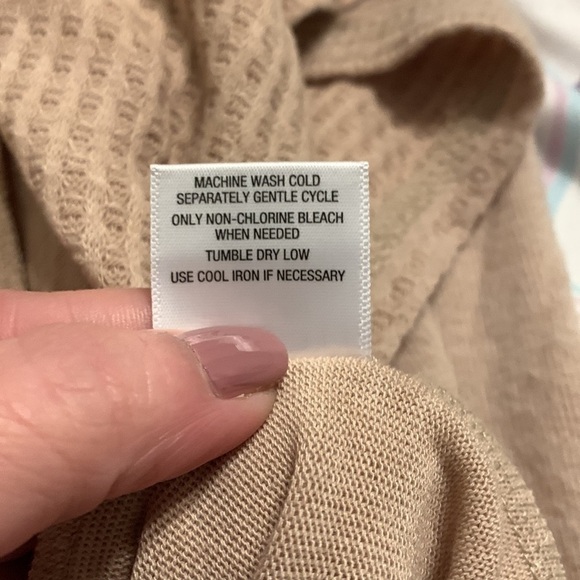 MACHINE WASH COLD
SEPARATELY GENTLE CYCLE
ONLY NON-CHLORINE BLEACH
WHEN NEEDED
TUMBLE DRY LOW
USE COOL IRON IF NECESSARY